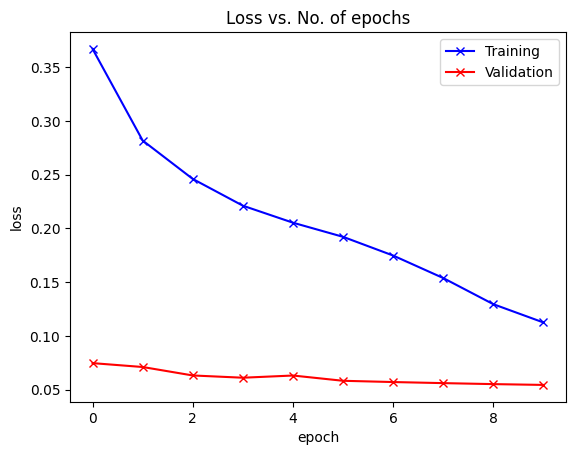 Loss vs. No. of epochs
Training
Validation
0.35
0.30
0.25
0.20
0.15
0.10
0.05
loss
0 2 4 6 8
epoch